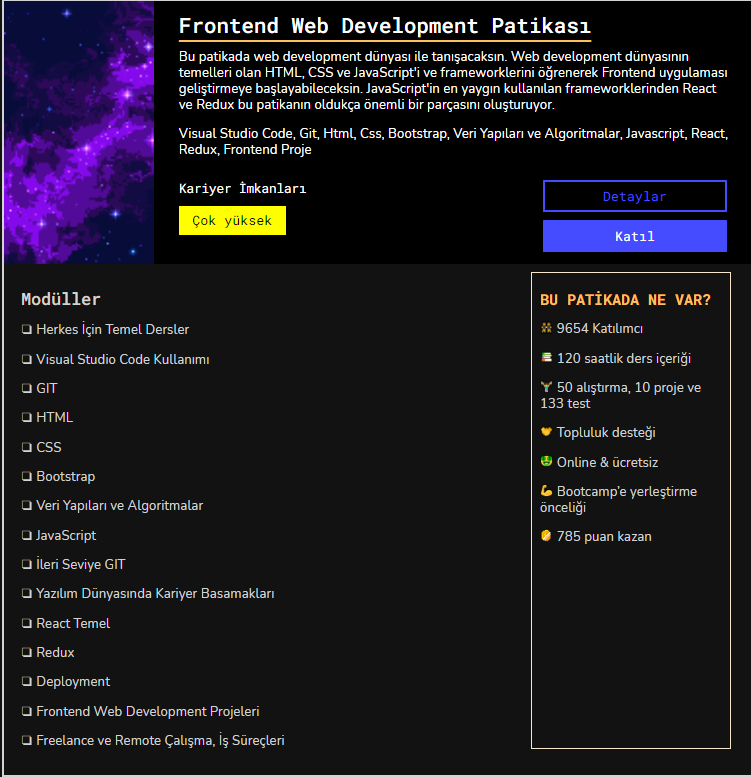 Frontend Web Development Patikası
Bu patikada web development dünyası ile tanışacaksın. Web development dünyasının
temelleri olan HTML, CSS ve JavaScript'i ve frameworklerini öğrenerek Frontend uygulaması
geliştirmeye başlayabileceksin. JavaScript'in en yaygın kullanılan frameworklerinden React
ve Redux bu patikanın oldukça önemli bir parçasını oluşturuyor.
Visual Studio Code, Git, Html, Css, Bootstrap, Veri Yapıları ve Algoritmalar, Javascript, React,
Redux, Frontend Proje
Kariyer İmkanları
Çok yüksek
Detaylar
Katıl
Modüller
Herkes İçin Temel Dersler
Visual Studio Code Kullanımı
GIT
HTML
CSS
Bootstrap
Veri Yapıları ve Algoritmalar
JavaScript
İleri Seviye GIT
Yazılım Dünyasında Kariyer Basamakları
React Temel
Redux
Deployment
Frontend Web Development Projeleri
Freelance ve Remote Çalışma, İş Süreçleri
BU PATİKADA NE VAR?
9654 Katılımcı
120 saatlik ders içeriği
50 alıştırma, 10 proje ve
133 test
Topluluk desteği
Online & ücretsiz
Bootcamp'e yerleştirme
önceliği
785 puan kazan